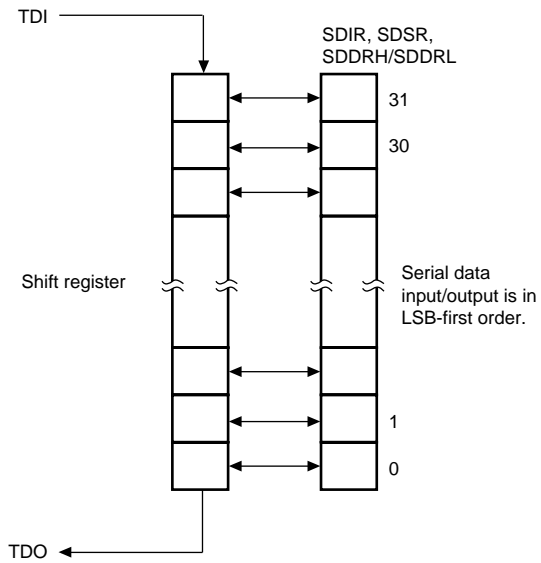 TDI
SDIR, SDSR,
SDDRH/SDDRL
31
30
Shift register
Serial data
input/output is in
LSB-first order.
1
0
TDO